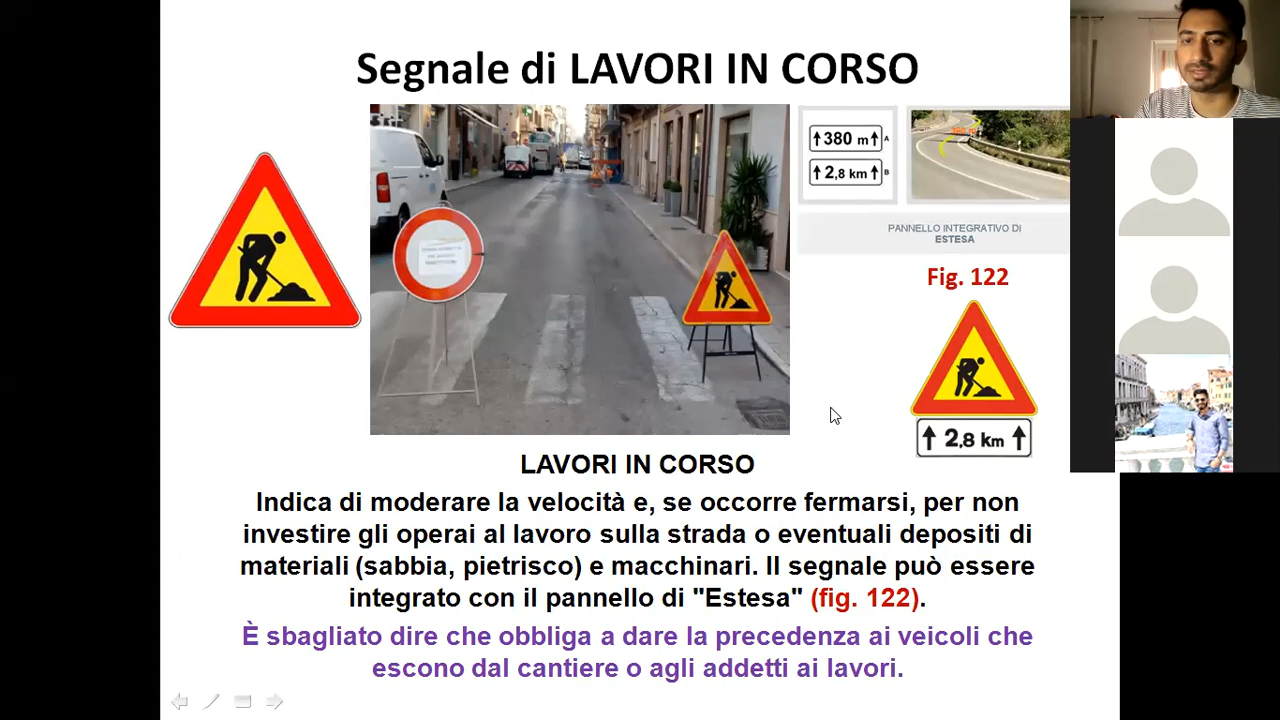 Segnale di LAVORI IN CORSO
↑380 m↑ A
↑2,8 km↑ B
PANNELLO INTEGRATIVO DI
ESTESA
Fig. 122
↑ 2,8 km ↑
LAVORI IN CORSO
Indica di moderare la velocità e, se occorre fermarsi, per non
investire gli operai al lavoro sulla strada o eventuali depositi di
materiali (sabbia, pietrisco) e macchinari. Il segnale può essere
integrato con il pannello di "Estesa" (fig. 122).
È sbagliato dire che obbliga a dare la precedenza ai veicoli che
escono dal cantiere o agli addetti ai lavori.